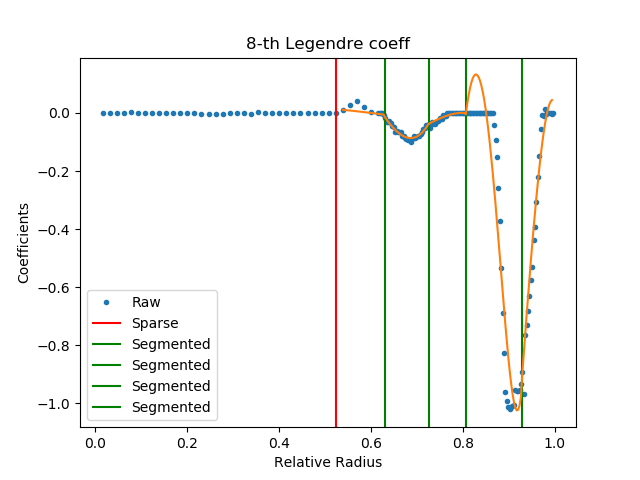 8-th Legendre coeff
0.0
−0.2
−0.4
−0.6
−0.8
−1.0
Coefficients
Raw
Sparse
Segmented
Segmented
Segmented
Segmented
0.0 0.2 0.4 0.6 0.8 1.0
Relative Radius